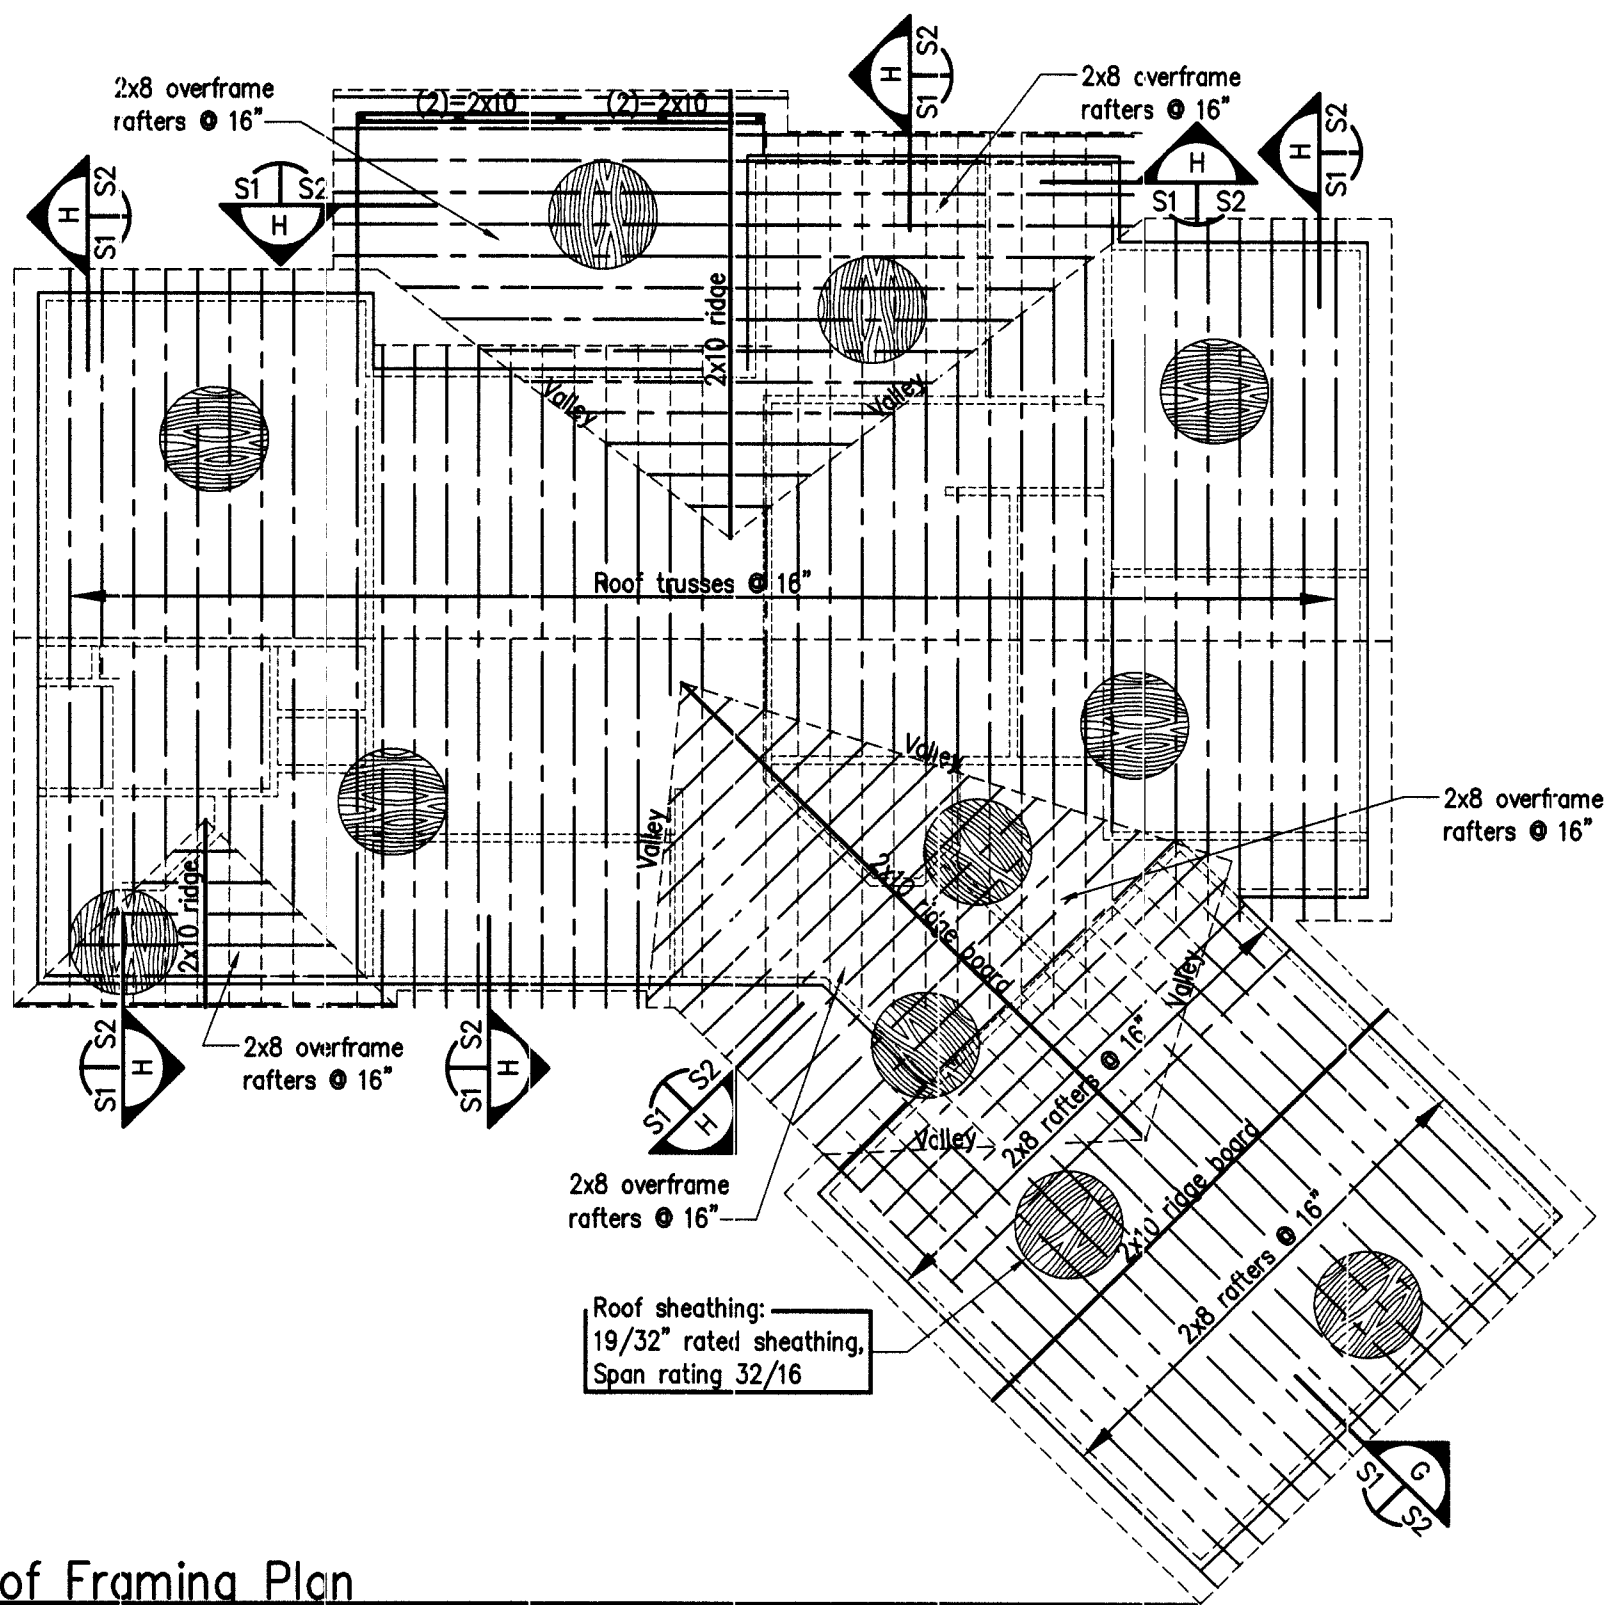 2x8 overframe
rafters @ 16"
(2)-2x10
(2)-2x10
H
S1 S2
2x8 overframe
rafters @ 16"
H
S1 S2
H
S1 S2
H
S1 S2
S1 S2
H
2x10 ridge
Valley
Valley
Roof trusses @ 16"
Valley
Valley
2x8 overframe
rafters @ 16"
2x10 ridge
2x10 ridge board
Valley
2x8 overframe
rafters @ 16"
S1 S2
H
S1 S2
H
S1 S2
H
Valley
2x8 rafters @ 16"
2x10 ridge board
2x8 rafters @ 16"
2x8 overframe
rafters @ 16"
Roof sheathing:
19/32" rated sheathing,
Span rating 32/16
G
S1 S2
of Framing Plan